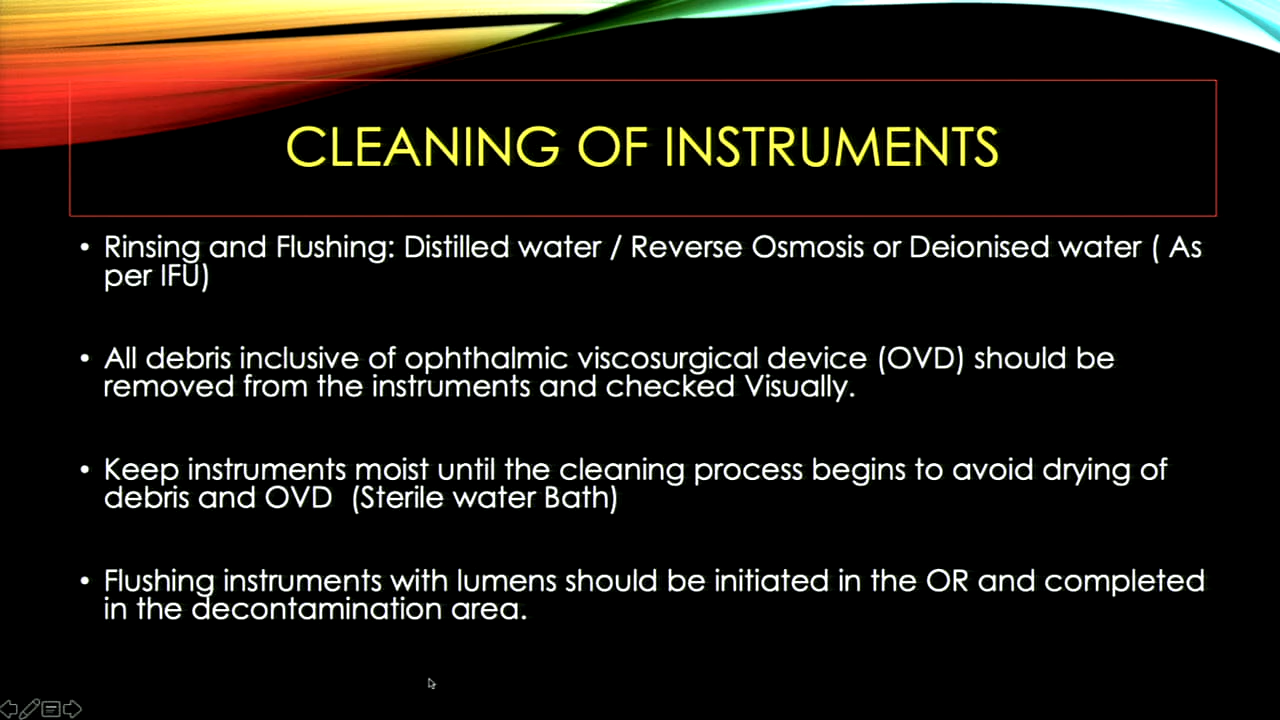 CLEANING OF INSTRUMENTS
• Rinsing and Flushing: Distilled water / Reverse Osmosis or Deionised water ( As
per IFU)
• All debris inclusive of ophthalmic viscosurgical device (OVD) should be
removed from the instruments and checked Visually.
• Keep instruments moist until the cleaning process begins to avoid drying of
debris and OVD  (Sterile water Bath)
• Flushing instruments with lumens should be initiated in the OR and completed
in the decontamination area.